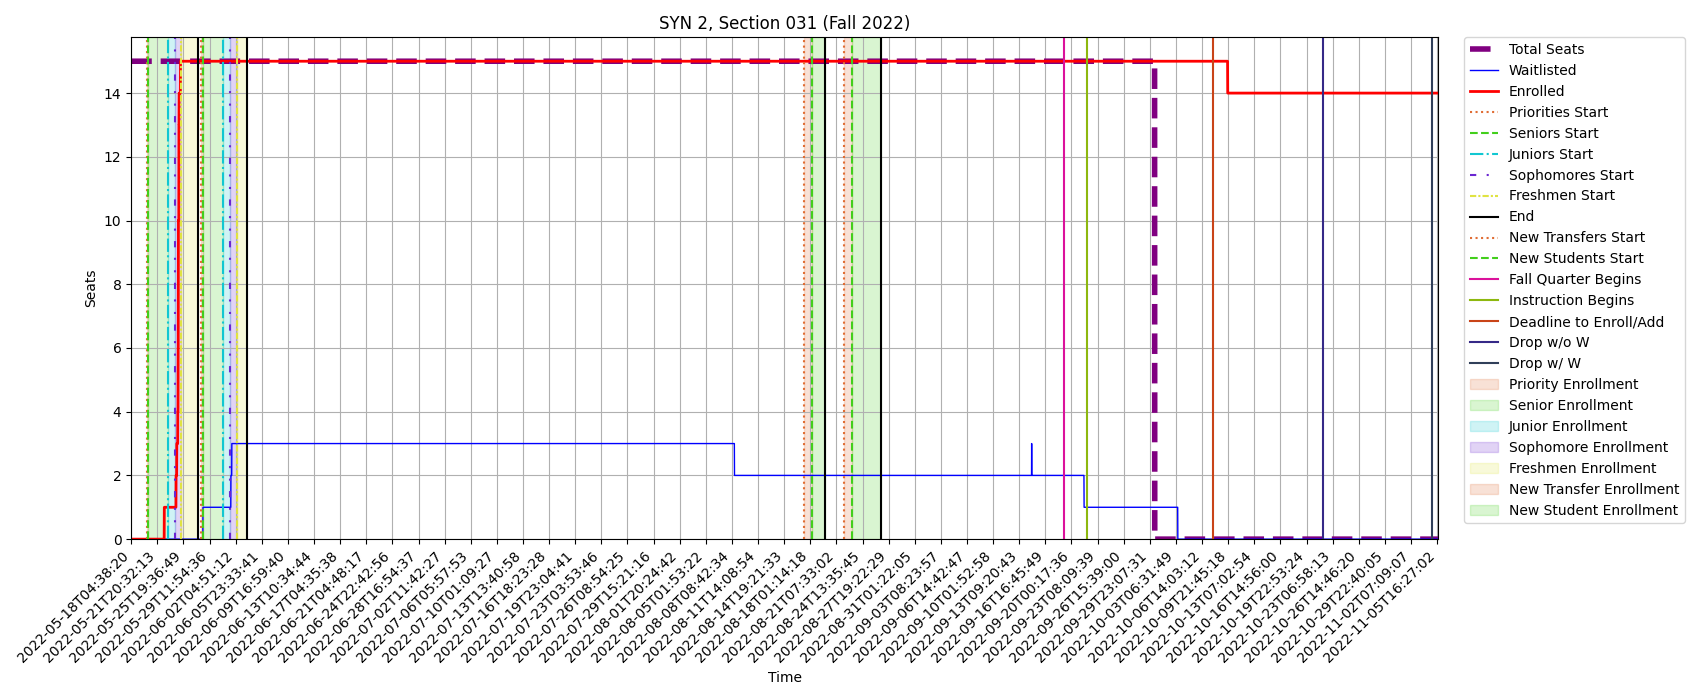 SYN 2, Section 031 (Fall 2022)
Seats
14
12
10
8
6
4
2
0
2022-05-18T04:38:20
2022-05-21T20:32:13
2022-05-25T19:36:49
2022-05-29T11:54:36
2022-06-02T04:51:12
2022-06-05T23:33:41
2022-06-09T16:59:40
2022-06-13T10:34:44
2022-06-17T04:35:38
2022-06-21T04:48:17
2022-06-24T22:42:56
2022-06-28T16:54:37
2022-07-02T11:42:27
2022-07-06T05:57:53
2022-07-10T01:09:27
2022-07-13T13:40:58
2022-07-16T18:23:28
2022-07-19T23:04:41
2022-07-23T03:53:46
2022-07-26T08:54:25
2022-07-29T15:21:16
2022-08-01T20:24:42
2022-08-05T01:53:22
2022-08-08T08:42:34
2022-08-11T14:08:54
2022-08-14T19:21:33
2022-08-18T01:14:18
2022-08-21T07:33:02
2022-08-24T13:35:45
2022-08-27T19:22:29
2022-08-31T01:22:05
2022-09-03T08:23:57
2022-09-06T14:42:47
2022-09-10T01:52:58
2022-09-13T09:20:43
2022-09-16T16:45:49
2022-09-20T00:17:36
2022-09-23T08:09:39
2022-09-26T15:39:00
2022-09-29T23:07:31
2022-10-03T06:31:49
2022-10-06T14:03:12
2022-10-09T21:45:18
2022-10-13T07:02:54
2022-10-16T14:56:00
2022-10-19T22:53:24
2022-10-23T06:58:13
2022-10-26T14:46:20
2022-10-29T22:40:05
2022-11-02T07:09:07
2022-11-05T16:27:02
Time
Total Seats
Waitlisted
Enrolled
Priorities Start
Seniors Start
Juniors Start
Sophomores Start
Freshmen Start
End
New Transfers Start
New Students Start
Fall Quarter Begins
Instruction Begins
Deadline to Enroll/Add
Drop w/o W
Drop w/ W
Priority Enrollment
Senior Enrollment
Junior Enrollment
Sophomore Enrollment
Freshmen Enrollment
New Transfer Enrollment
New Student Enrollment